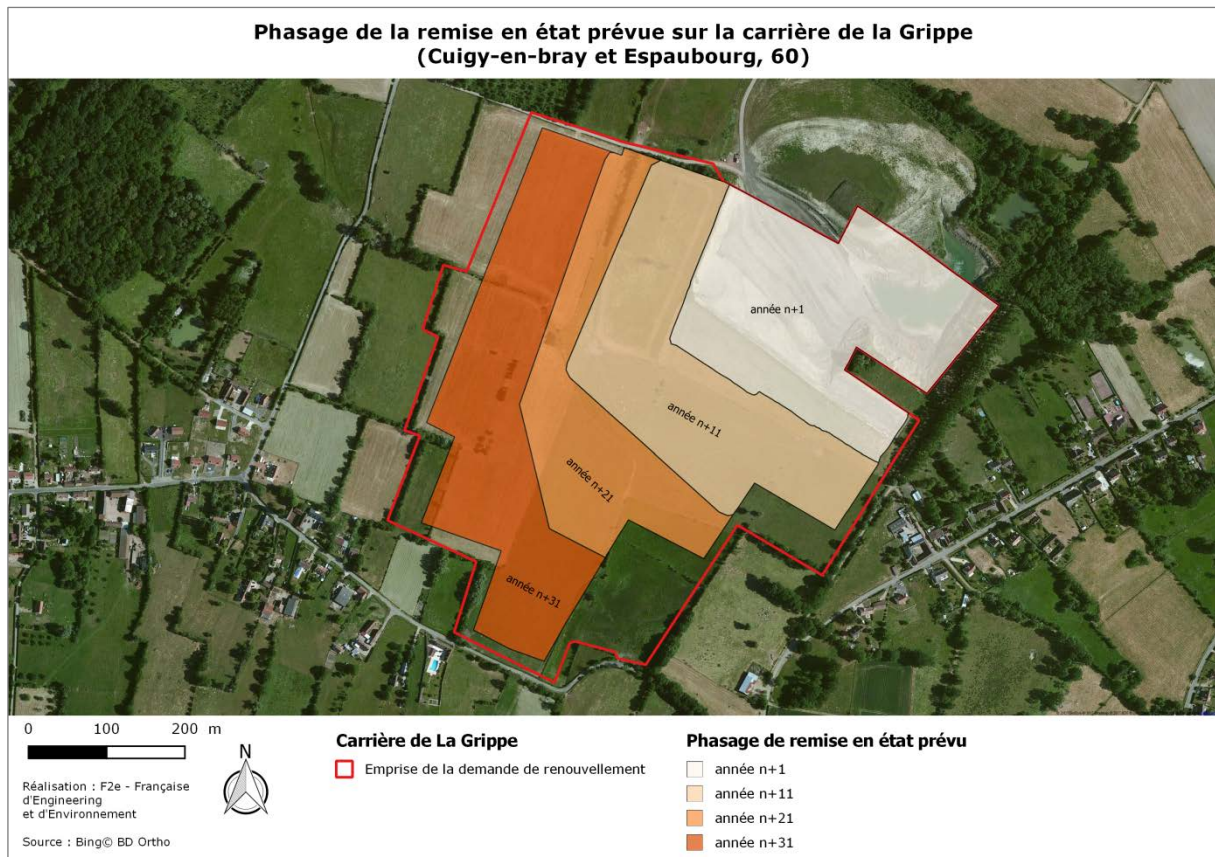 Phasage de la remise en état prévue sur la carrière de la Grippe
(Cuigy-en-bray et Espaubourg, 60)
année n+1
année n+11
année n+21
année n+31
0 100 200 m
N
Réalisation : F2e - Française
d'Engineering
et d'Environnement
Source : Bing© BD Ortho
Carrière de La Grippe
Emprise de la demande de renouvellement
Phasage de remise en état prévu
année n+1
année n+11
année n+21
année n+31